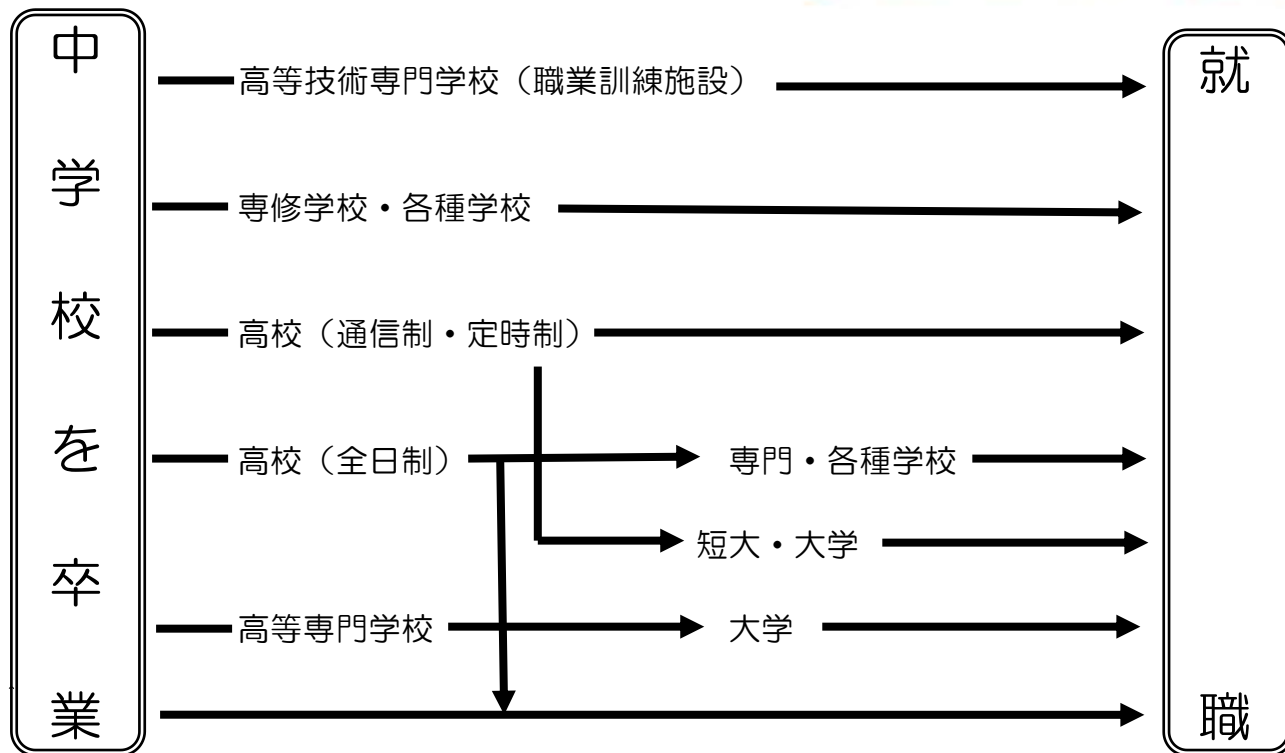 中学校を卒業
高等技術専門学校（職業訓練施設）
専修学校・各種学校
高校（通信制・定時制）
高校（全日制）
専門・各種学校
短大・大学
高等専門学校
大学
就職